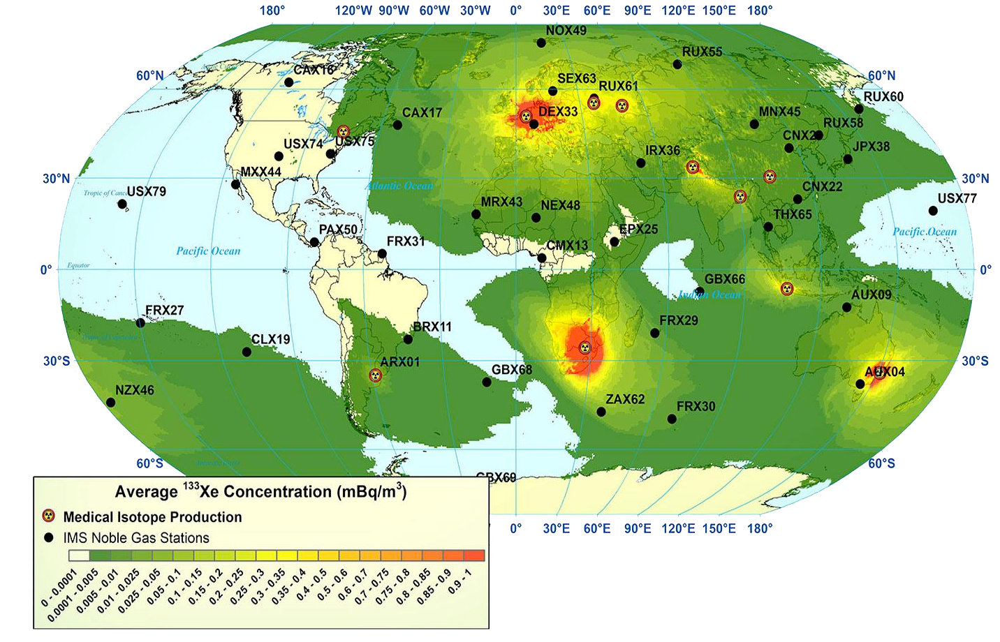 180° 120°W 90°W 60°W 30°W 0° 30°E 60°E 90°E 120°E 150°E 180°
NOX49
RUX55
CAX16
60°N
60°N
SEX63
RUX61
RUX60
CAX17
DEX33
MNX45
RUX58
USX74
USX75
CNX20
JPX38
IRX36
MXX44
30°N
30°N
Atlantic Ocean
Tropic of Cancer
USX79
CNX22
USX77
MRX43
NEX48
THX65
PAX50
EPX25
Pacific Ocean
FRX31
CMX13
Pacific Ocean
Equator
0°
0°
GBX66
Indian Ocean
AUX09
FRX27
FRX29
BRX11
CLX19
ARX01
30°S
30°S
GBX68
AUX04
NZX46
ZAX62
FRX30
60°S
60°S
GBX69
Average 133Xe Concentration (mBq/m3)
Medical Isotope Production
IMS Noble Gas Stations
0° 30°E 60°E 90°E 120°E 150°E 180°
0 - 0.0001
0.0001 - 0.005
0.005 - 0.01
0.01 - 0.025
0.025 - 0.05
0.05 - 0.1
0.1 - 0.15
0.15 - 0.2
0.2 - 0.25
0.25 - 0.3
0.3 - 0.35
0.35 - 0.4
0.4 - 0.5
0.5 - 0.6
0.6 - 0.7
0.7 - 0.75
0.75 - 0.8
0.8 - 0.85
0.85 - 0.9
0.9 - 1